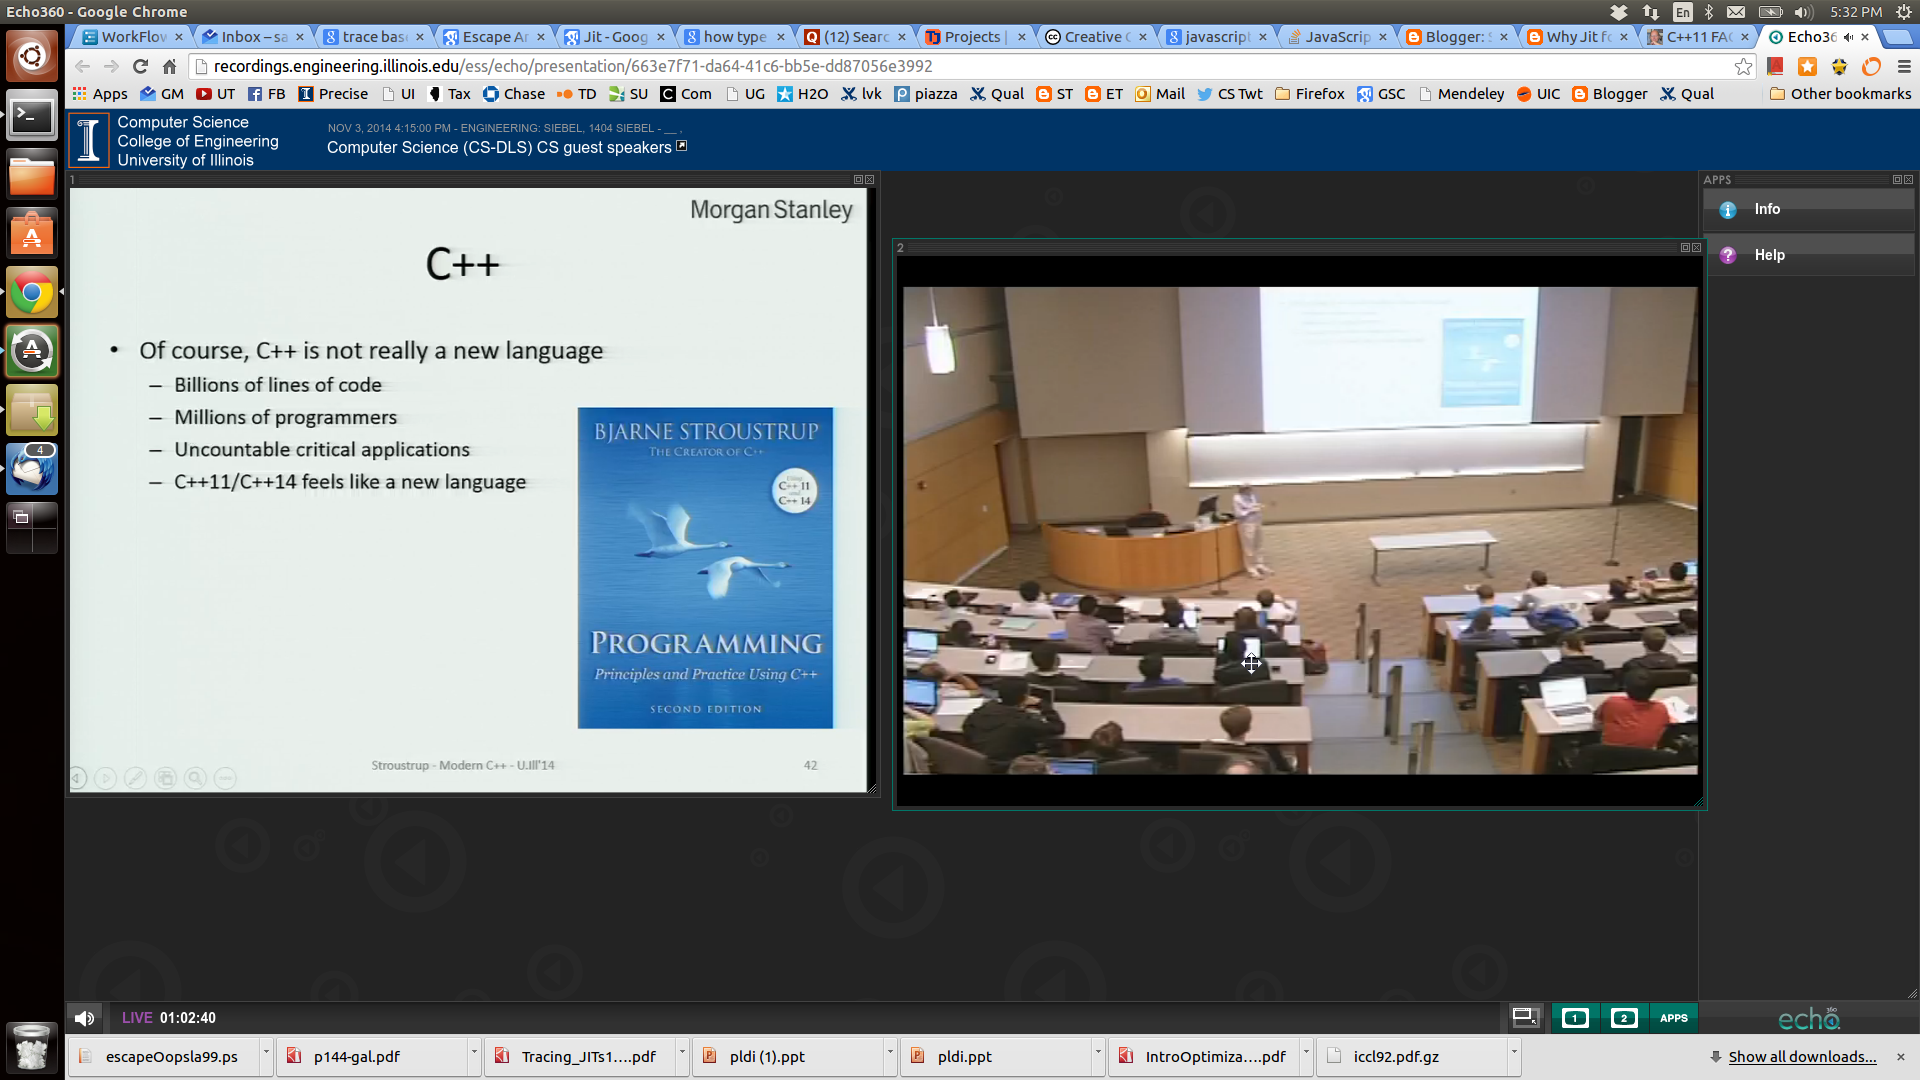 Echo360 - Google Chrome
En
5:32 PM
WorkFlow
Inbox – sa
trace base
Escape Ar
Jit - Goog
how type
(12) Searc
Projects |
Creative C
javascript
JavaScrip
Blogger: S
Why Jit fo
C++11 FAQ
Echo36
recordings.engineering.illinois.edu/ess/echo/presentation/663e7f71-da64-41c6-bb5e-dd87056e3992
Apps
GM
UT
FB
Precise
UI
Tax
Chase
TD
SU
Com
UG
H2O
lvk
piazza
Qual
ST
ET
Mail
CS Twt
Firefox
GSC
Mendeley
UIC
Blogger
Qual
Other bookmarks
I
Computer Science
College of Engineering
University of Illinois
NOV 3, 2014 4:15:00 PM - ENGINEERING: SIEBEL, 1404 SIEBEL - __ ,
Computer Science (CS-DLS) CS guest speakers
1
Morgan Stanley
C++
• Of course, C++ is not really a new language
– Billions of lines of code
– Millions of programmers
– Uncountable critical applications
– C++11/C++14 feels like a new language
BJARNE STROUSTRUP
THE CREATOR OF C++
C++ 11
and
C++ 14
PROGRAMMING
Principles and Practice Using C++
SECOND EDITION
Stroustrup - Modern C++ - U.Ill'14
42
2
APPS
Info
Help
4
LIVE 01:02:40
1
2
APPS
echo360
escapeOopsla99.ps
p144-gal.pdf
Tracing_JITs1....pdf
pldi (1).ppt
pldi.ppt
IntroOptimiza....pdf
iccl92.pdf.gz
Show all downloads...